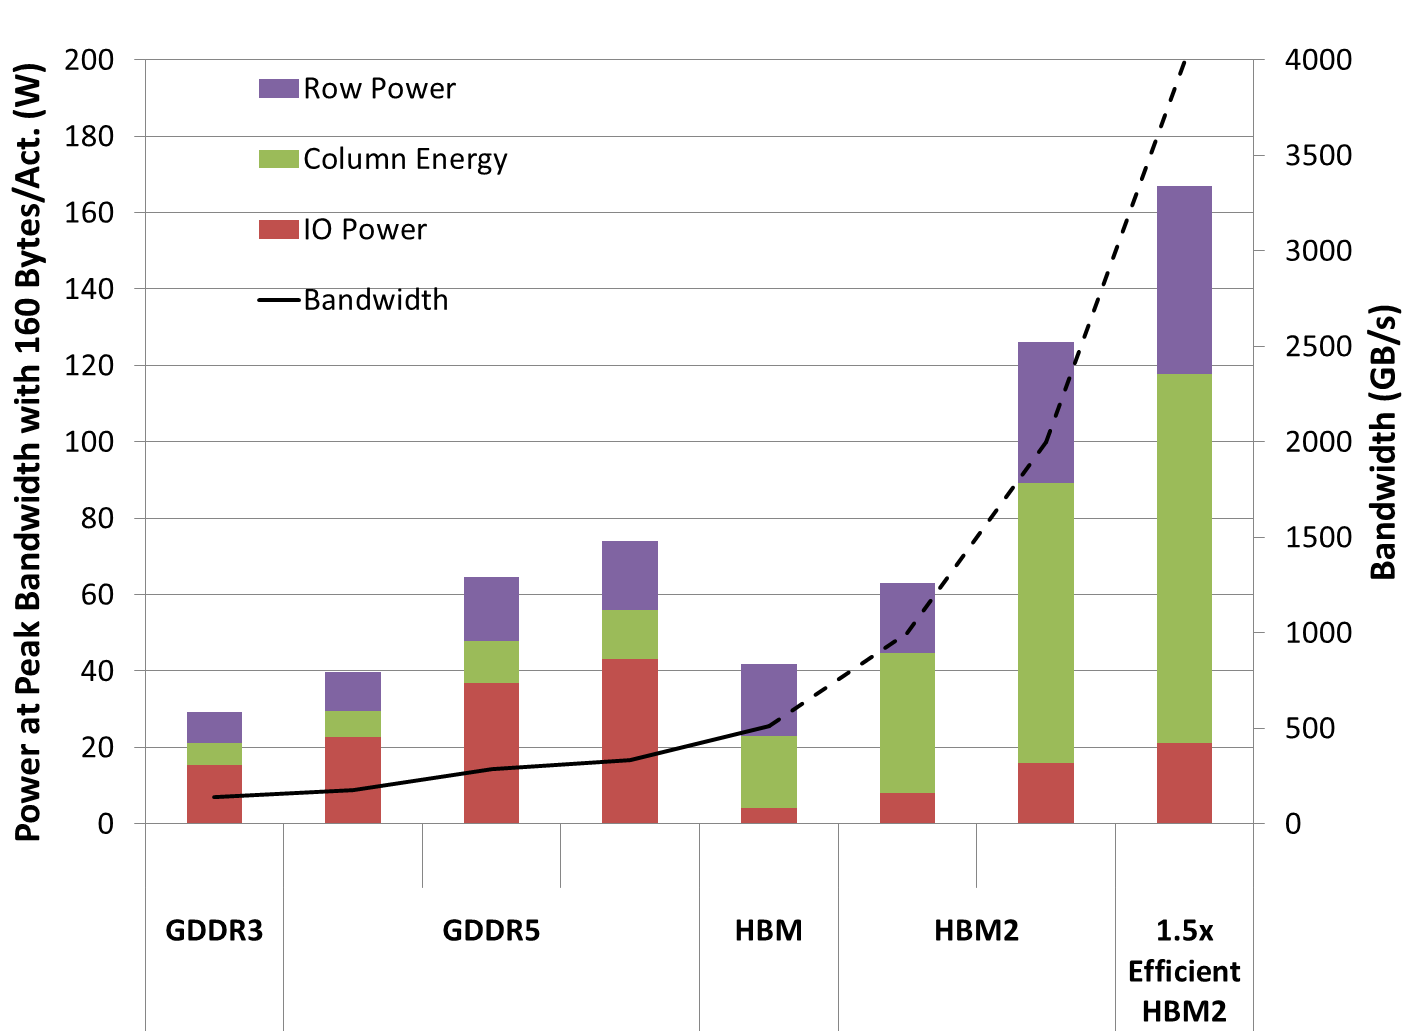 Power at Peak Bandwidth with 160 Bytes/Act. (W)
200
180
160
140
120
100
80
60
40
20
0
Row Power
Column Energy
IO Power
Bandwidth
4000
3500
3000
2500
2000
1500
1000
500
0
Bandwidth (GB/s)
GDDR3
GDDR5
HBM
HBM2
1.5x
Efficient
HBM2